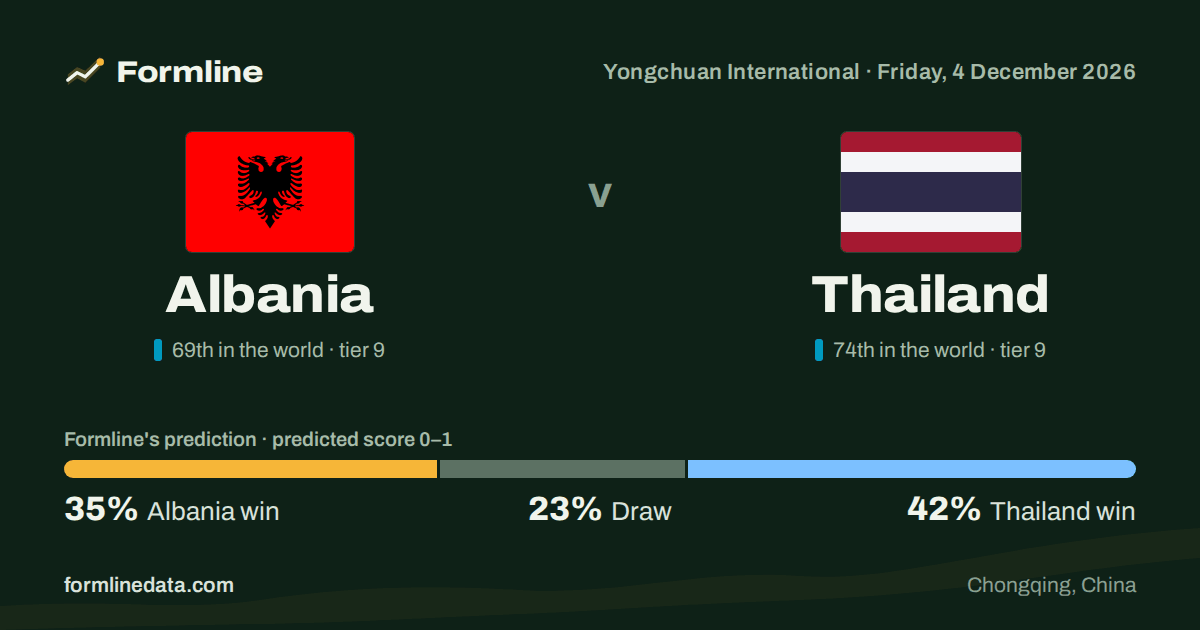 Formline
Yongchuan International · Friday, 4 December 2026
v
Albania
Thailand
69th in the world · tier 9
74th in the world · tier 9
Formline's prediction · predicted score 0–1
35% Albania win
23% Draw
42% Thailand win
formlinedata.com
Chongqing, China